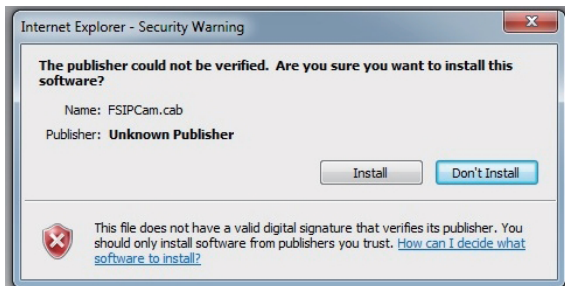 Internet Explorer - Security Warning
The publisher could not be verified. Are you sure you want to install this
software?
Name: FSIPCam.cab
Publisher: Unknown Publisher
Install
Don't Install
This file does not have a valid digital signature that verifies its publisher. You
should only install software from publishers you trust. How can I decide what
software to install?